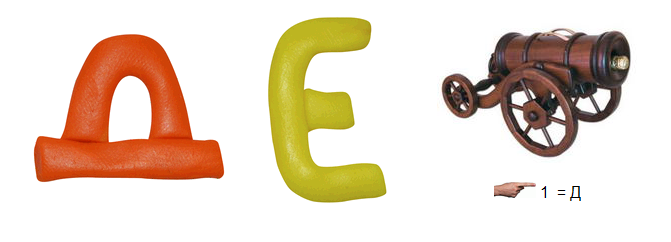 Д Е
1 = Д